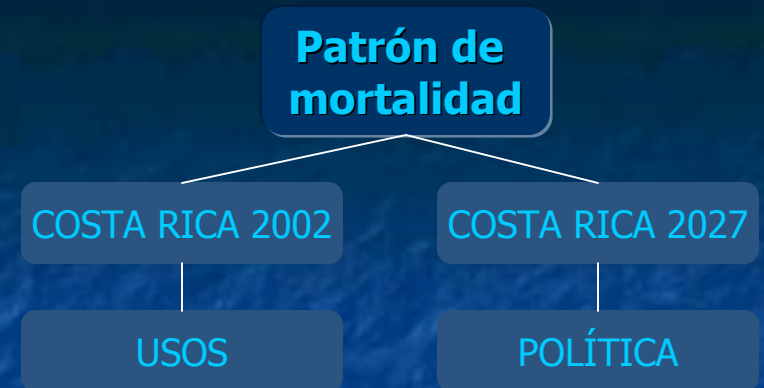 Patrón de
mortalidad
COSTA RICA 2002
COSTA RICA 2027
USOS
POLÍTICA